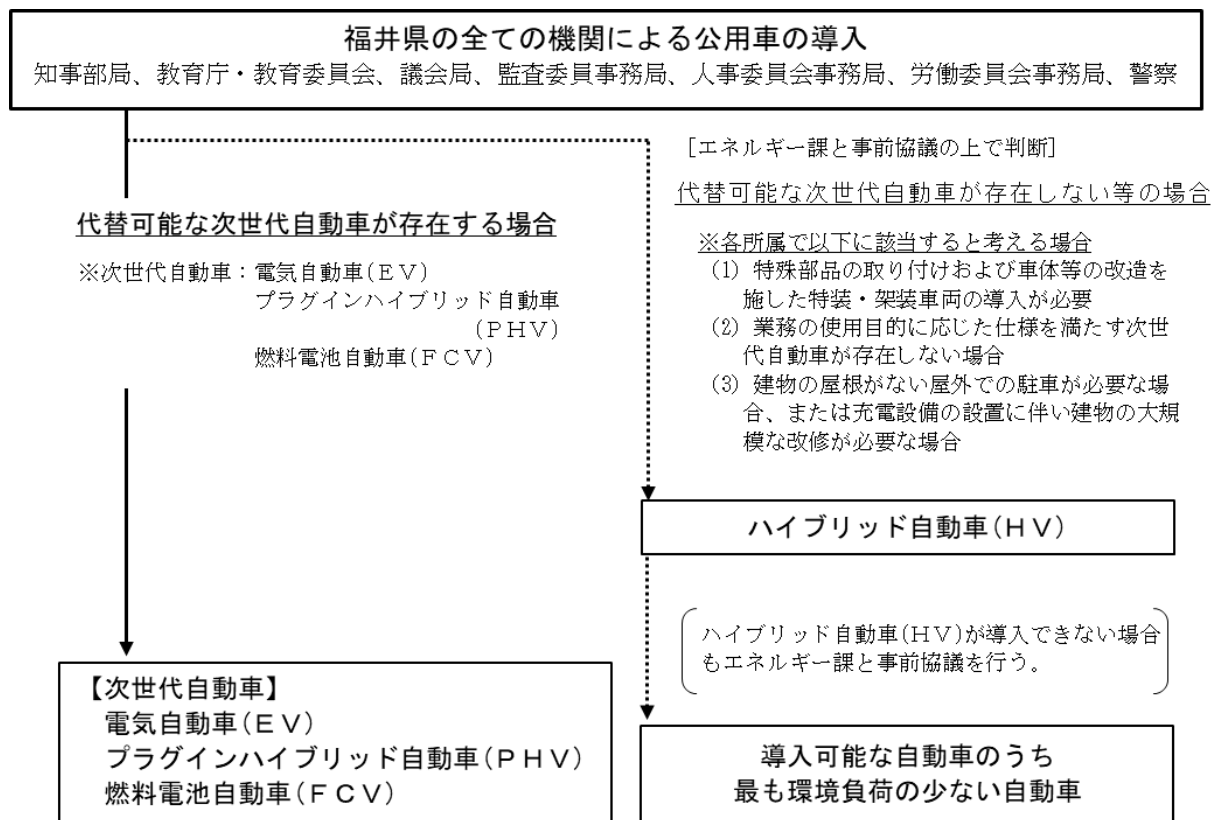 福井県の全ての機関による公用車の導入
知事部局、教育庁・教育委員会、議会局、監査委員事務局、人事委員会事務局、労働委員会事務局、警察
[エネルギー課と事前協議の上で判断]
代替可能な次世代自動車が存在しない等の場合
※各所属で以下に該当すると考える場合
(1) 特殊部品の取り付けおよび車体等の改造を
施した特装・架装車両の導入が必要
(2) 業務の使用目的に応じた仕様を満たす次世
代自動車が存在しない場合
(3) 建物の屋根がない屋外での駐車が必要な場
合、または充電設備の設置に伴い建物の大規
模な改修が必要な場合
代替可能な次世代自動車が存在する場合
※次世代自動車：電気自動車(ＥＶ)
プラグインハイブリッド自動車
(ＰＨＶ)
燃料電池自動車(ＦＣＶ)
ハイブリッド自動車(ＨＶ)
ハイブリッド自動車(HV)が導入できない場合
もエネルギー課と事前協議を行う。
【次世代自動車】
電気自動車(ＥＶ)
プラグインハイブリッド自動車(ＰＨＶ)
燃料電池自動車(ＦＣＶ)
導入可能な自動車のうち
最も環境負荷の少ない自動車